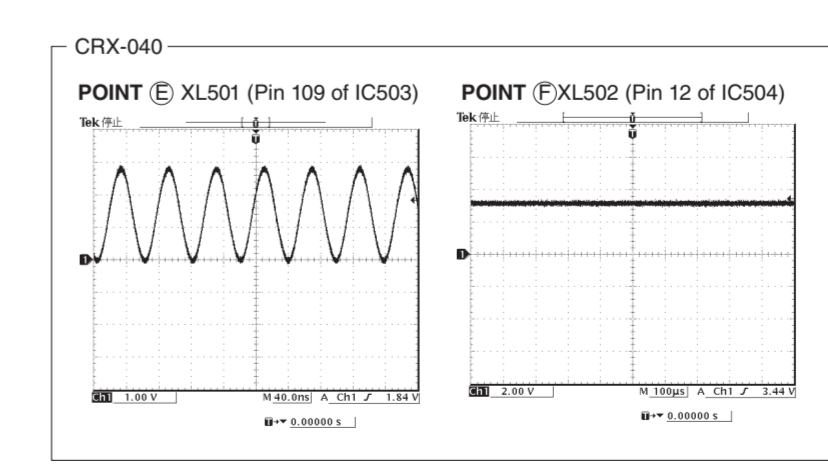 CRX-040
POINT Ⓔ XL501 (Pin 109 of IC503)
Tek 停止
T
T
1
Ch1 1.00 V M 40.0ns A Ch1 ƒ 1.84 V
T→▼ 0.00000 s
POINT ⒻXL502 (Pin 12 of IC504)
Tek 停止
T
T
1
Ch1 2.00 V M 100µs A Ch1 ƒ 3.44 V
T→▼ 0.00000 s